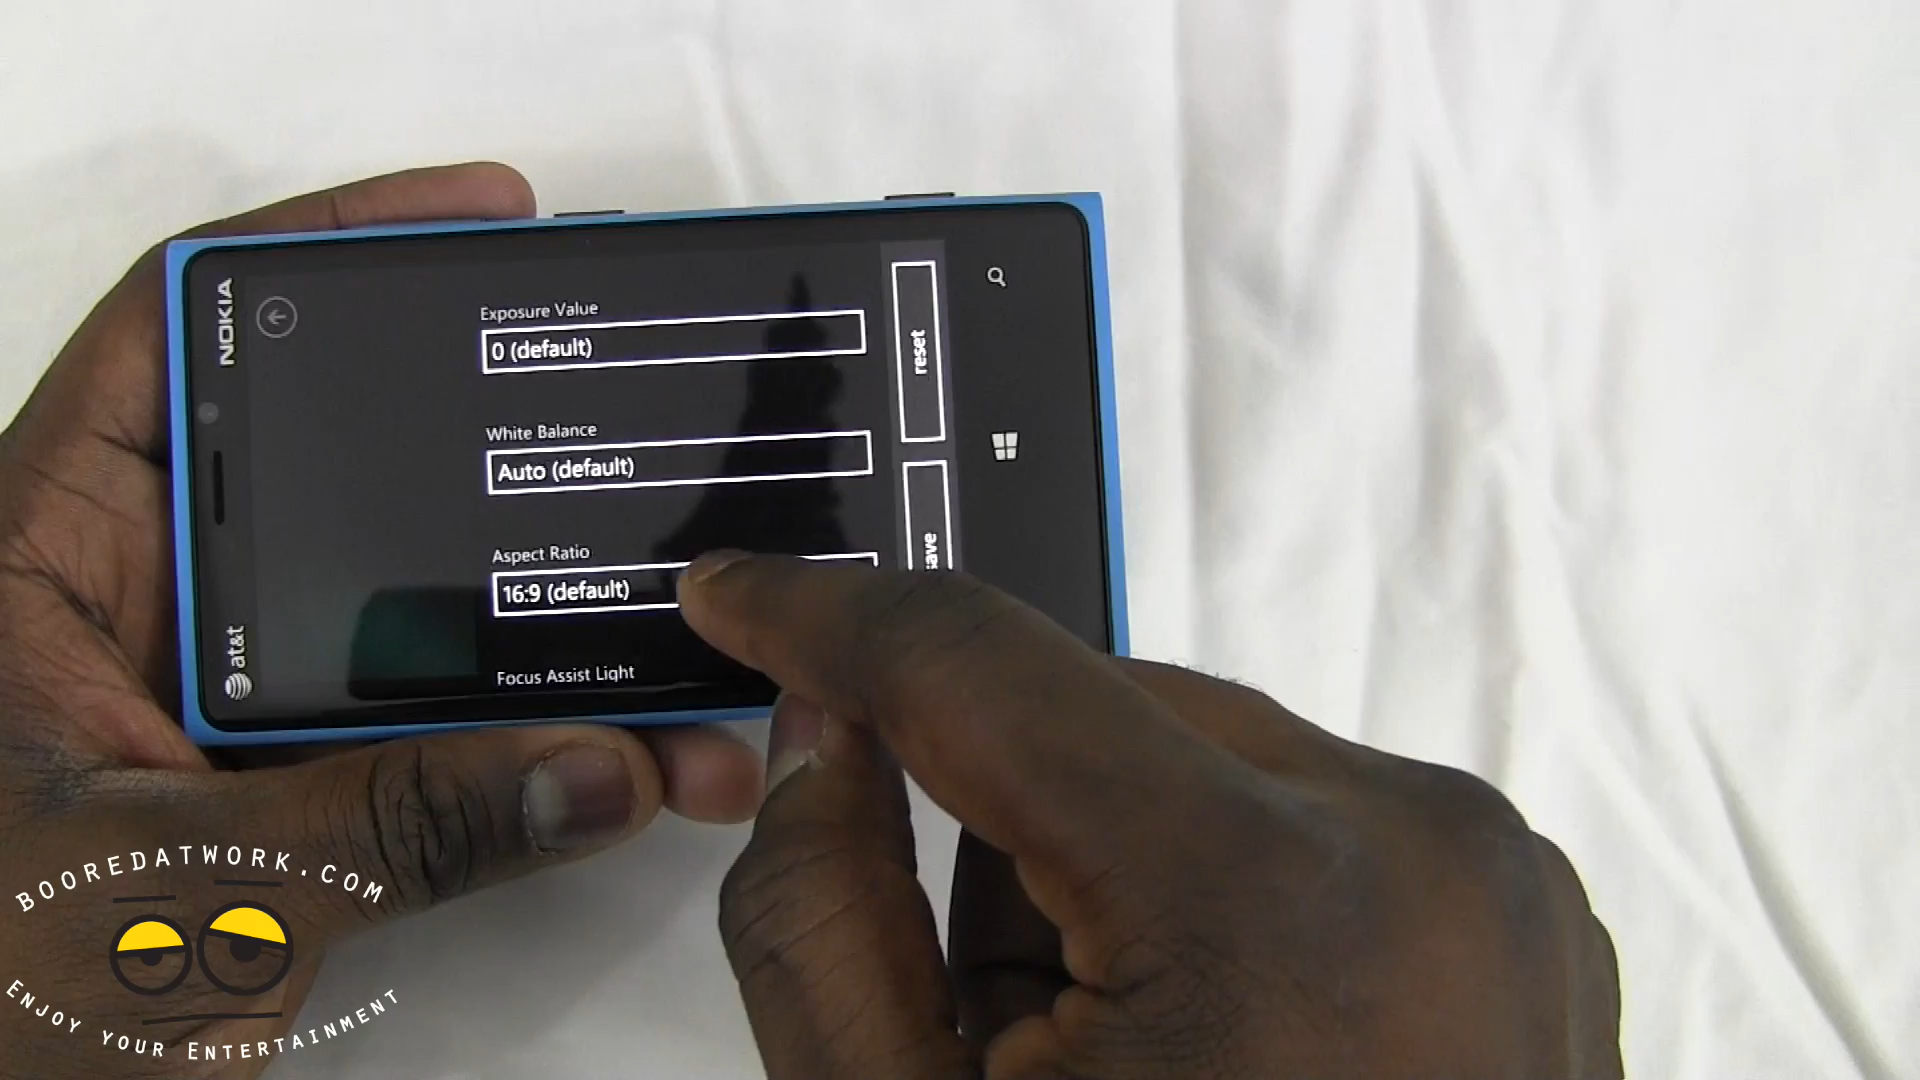 NOKIA
at&t
Exposure Value
0 (default)
White Balance
Auto (default)
Aspect Ratio
16:9 (default)
Focus Assist Light
reset
save
BOOREDATWORK.COM
ENJOY YOUR ENTERTAINMENT